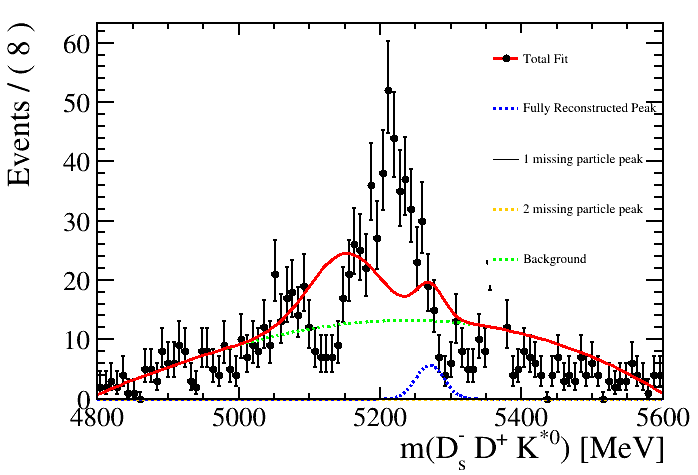 Events / ( 8 )
60
50
40
30
20
10
0
Total Fit
Fully Reconstructed Peak
1 missing particle peak
2 missing particle peak
Background
4800 5000 5200 5400 5600
m(D_s^- D^+ K^{*0}) [MeV]